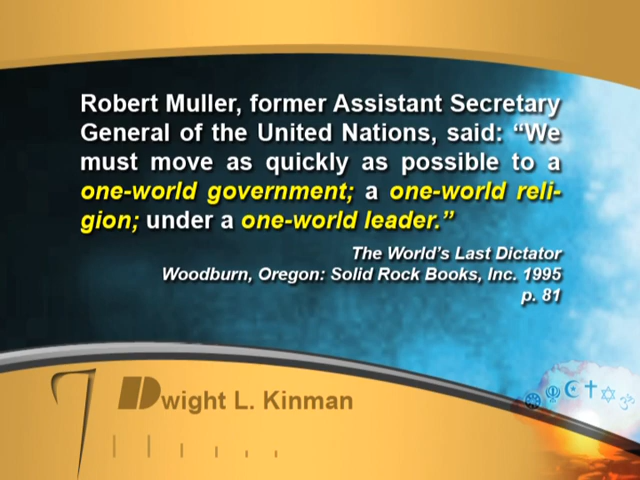 Robert Muller, former Assistant Secretary
General of the United Nations, said: “We
must move as quickly as possible to a
one-world government; a one-world reli-
gion; under a one-world leader.”
The World’s Last Dictator
Woodburn, Oregon: Solid Rock Books, Inc. 1995
p. 81
Dwight L. Kinman